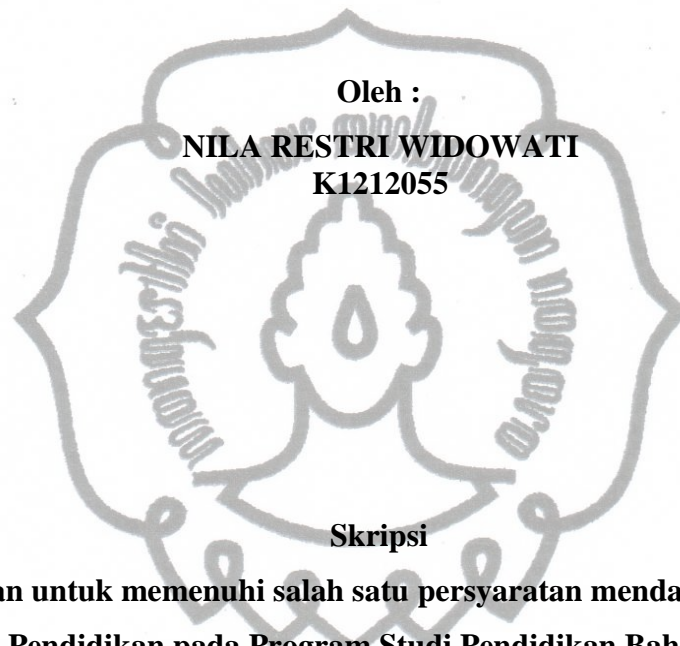 Oleh :
NILA RESTRI WIDOWATI
K1212055
Skripsi
an untuk memenuhi salah satu persyaratan menda
Pendidikan pada Program Studi Pendidikan Bah